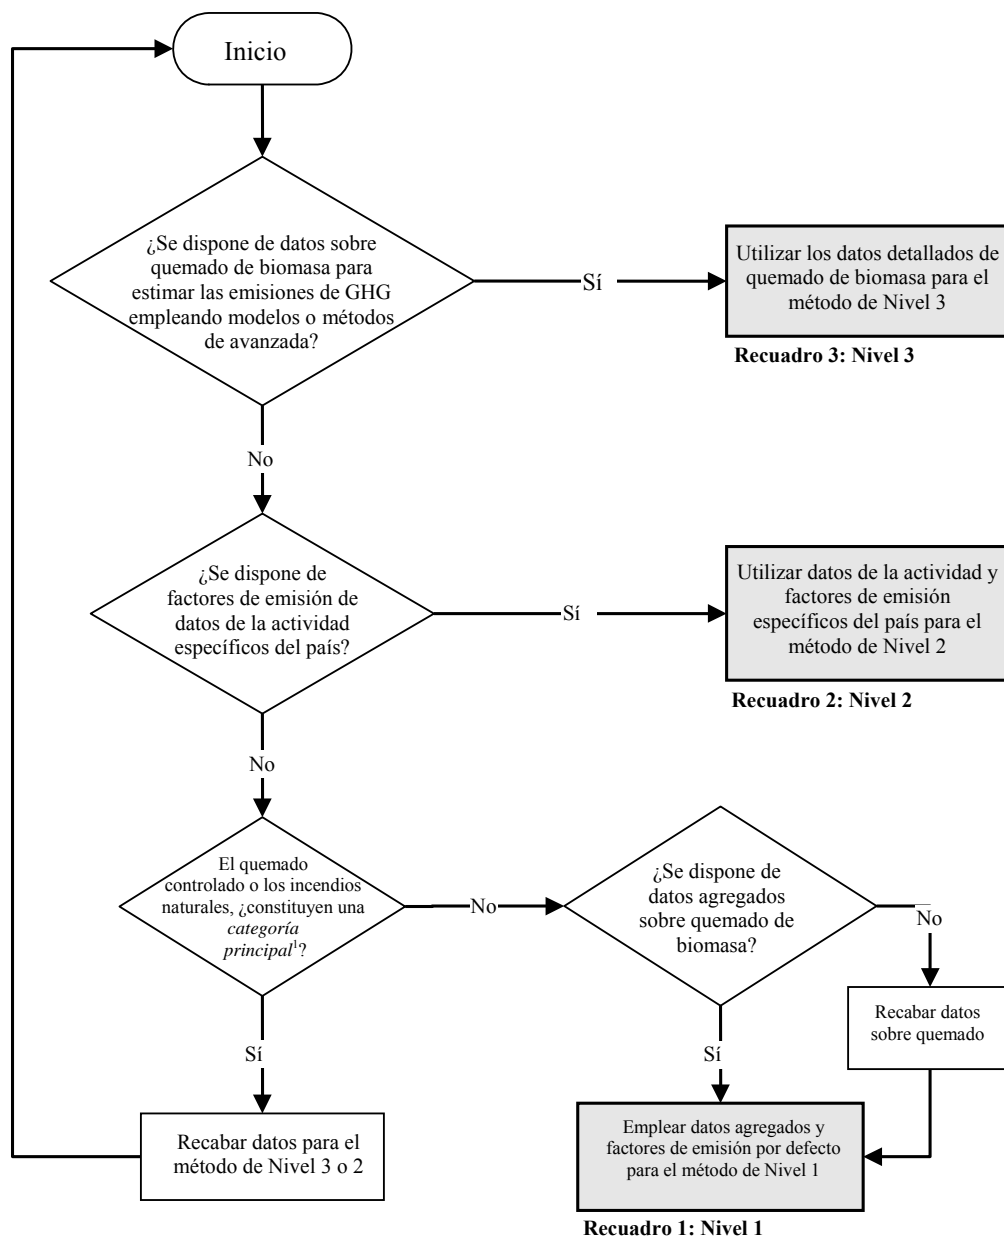 Inicio
¿Se dispone de datos sobre
quemado de biomasa para
estimar las emisiones de GHG
empleando modelos o métodos
de avanzada?
Sí
Utilizar los datos detallados de
quemado de biomasa para el
método de Nivel 3
Recuadro 3: Nivel 3
No
¿Se dispone de
factores de emisión de
datos de la actividad
específicos del país?
Sí
Utilizar datos de la actividad y
factores de emisión
específicos del país para el
método de Nivel 2
Recuadro 2: Nivel 2
No
El quemado
controlado o los incendios
naturales, ¿constituyen una
categoría
principal¹?
No
¿Se dispone de
datos agregados
sobre quemado de
biomasa?
No
Recabar datos
sobre quemado
Sí
Sí
Recabar datos para el
método de Nivel 3 o 2
Emplear datos agregados y
factores de emisión por defecto
para el método de Nivel 1
Recuadro 1: Nivel 1